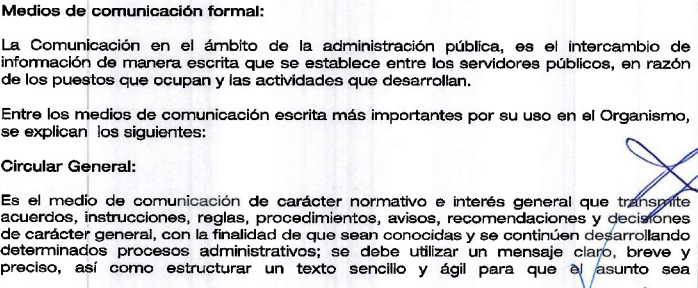 Medios de comunicación formal:
La Comunicación en el ámbito de la administración pública, es el intercambio de
información de manera escrita que se establece entre los servidores públicos, en razón
de los puestos que ocupan y las actividades que desarrollan.
Entre los medios de comunicación escrita más importantes por su uso en el Organismo,
se explican los siguientes:
Circular General:
Es el medio de comunicación de carácter normativo e interés general que transmite
acuerdos, instrucciones, reglas, procedimientos, avisos, recomendaciones y decisiones
de carácter general, con la finalidad de que sean conocidas y se continúen desarrollando
determinados procesos administrativos; se debe utilizar un mensaje claro, breve y
preciso, así como estructurar un texto sencillo y ágil para que el asunto sea